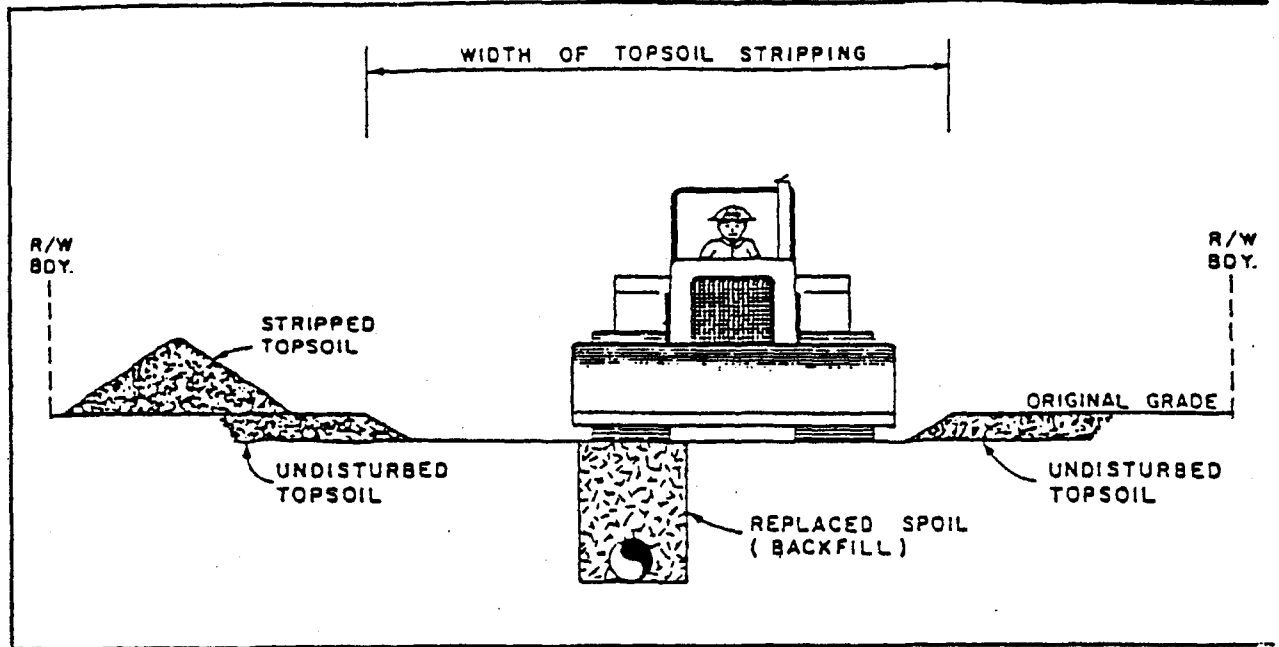 WIDTH OF TOPSOIL STRIPPING
R/W
BDY.
R/W
BDY.
STRIPPED
TOPSOIL
ORIGINAL GRADE
UNDISTURBED
TOPSOIL
UNDISTURBED
TOPSOIL
REPLACED SPOIL
( BACKFILL )